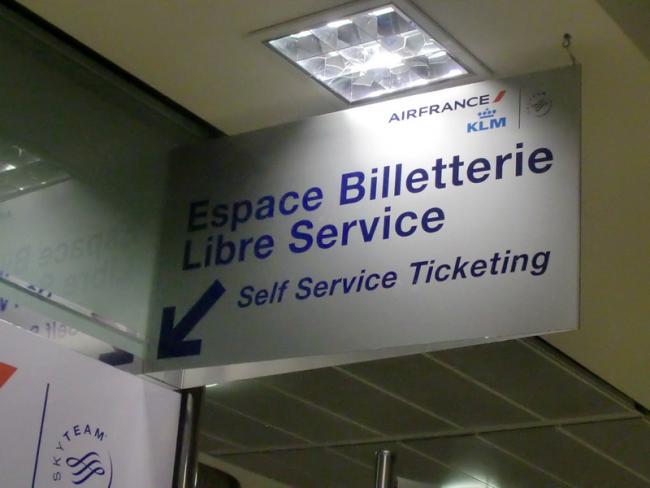 AIRFRANCE
KLM
Espace Billetterie
Libre Service
Self Service Ticketing
SKYTEAM